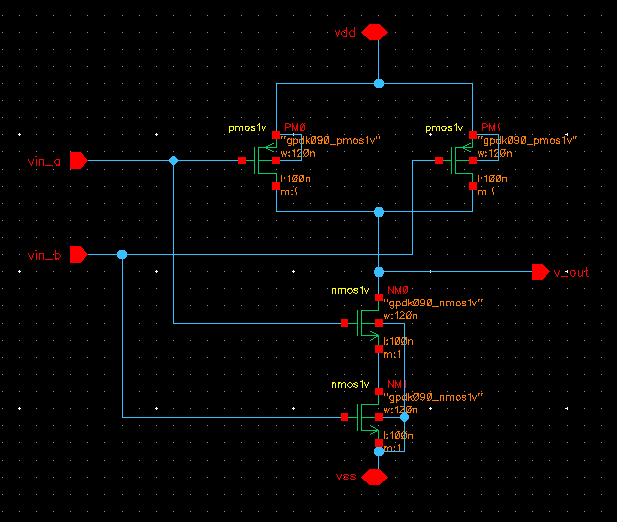 vdd
pmos1v PM0
"gpdk090_pmos1v"
w:120n
l:100n
m:1
pmos1v PM1
"gpdk090_pmos1v"
w:120n
l:100n
m:1
vin_a
vin_b
v_out
nmos1v NM0
"gpdk090_nmos1v"
w:120n
l:100n
m:1
nmos1v NM1
"gpdk090_nmos1v"
w:120n
l:100n
m:1
vss